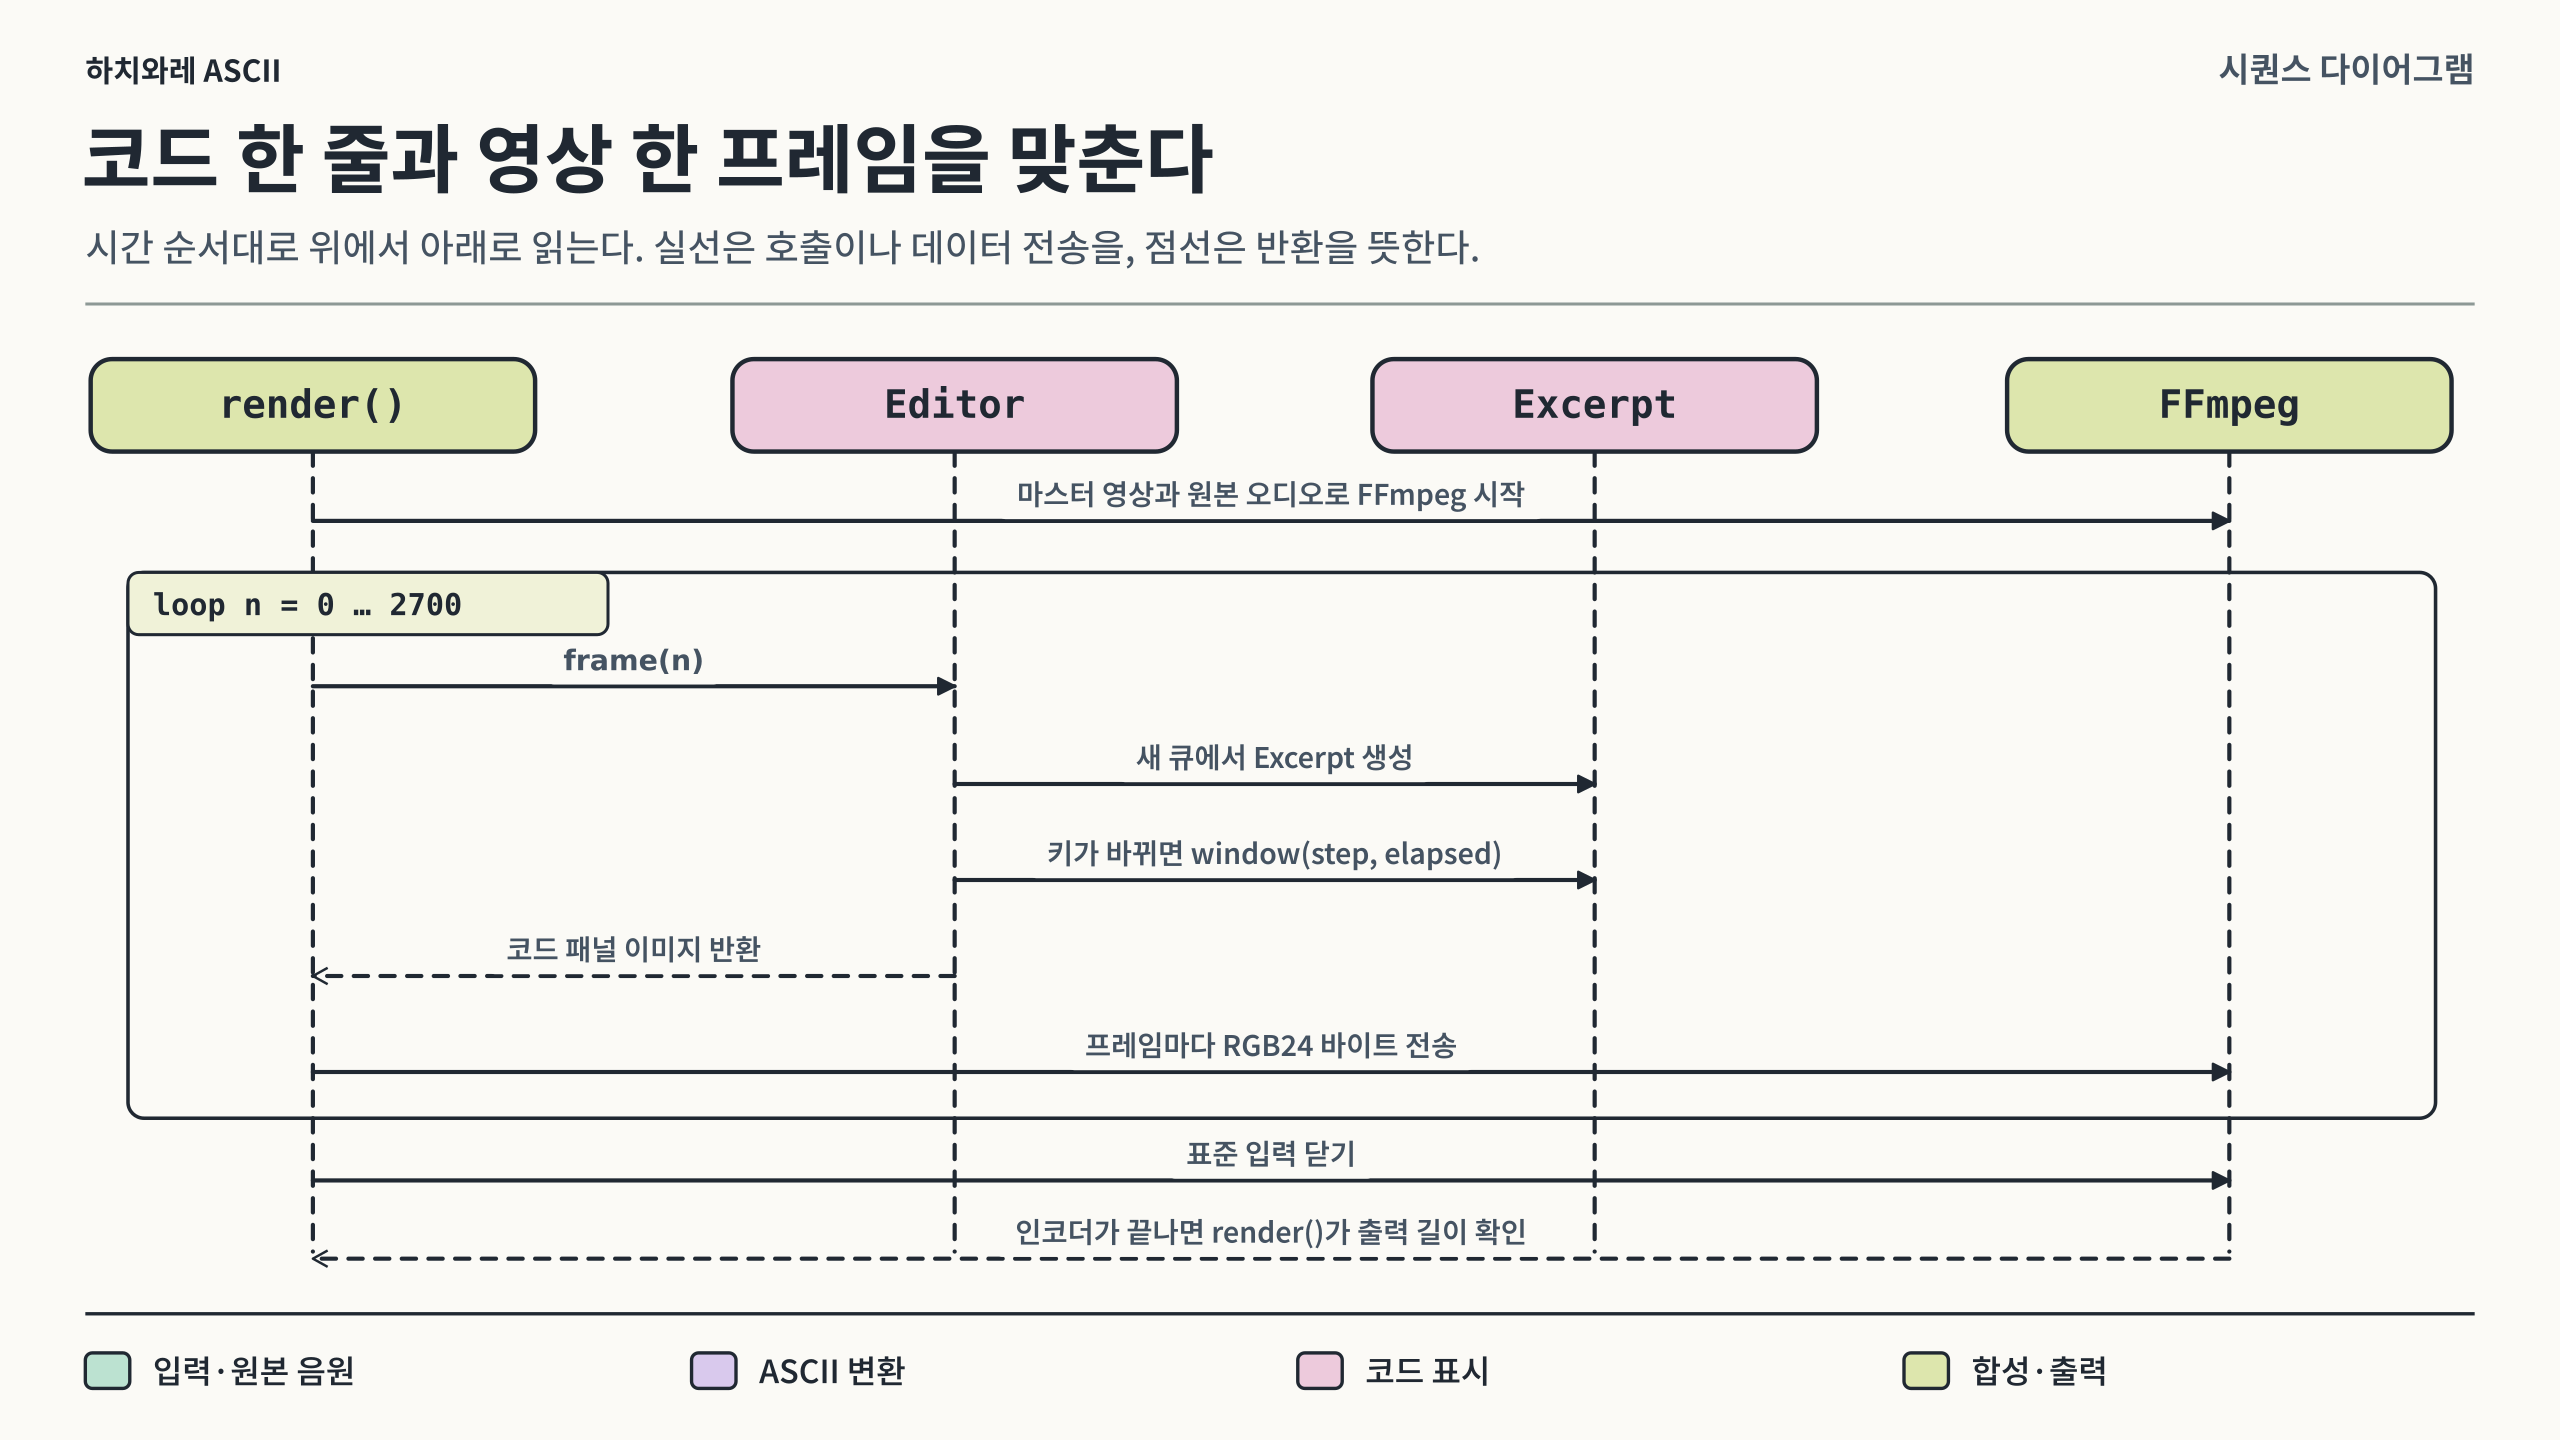 하치와레 ASCII
시퀀스 다이어그램
코드 한 줄과 영상 한 프레임을 맞춘다
시간 순서대로 위에서 아래로 읽는다. 실선은 호출이나 데이터 전송을, 점선은 반환을 뜻한다.
render()
Editor
Excerpt
FFmpeg
마스터 영상과 원본 오디오로 FFmpeg 시작
loop n = 0 … 2700
frame(n)
새 큐에서 Excerpt 생성
키가 바뀌면 window(step, elapsed)
코드 패널 이미지 반환
프레임마다 RGB24 바이트 전송
표준 입력 닫기
인코더가 끝나면 render()가 출력 길이 확인
입력·원본 음원
ASCII 변환
코드 표시
합성·출력